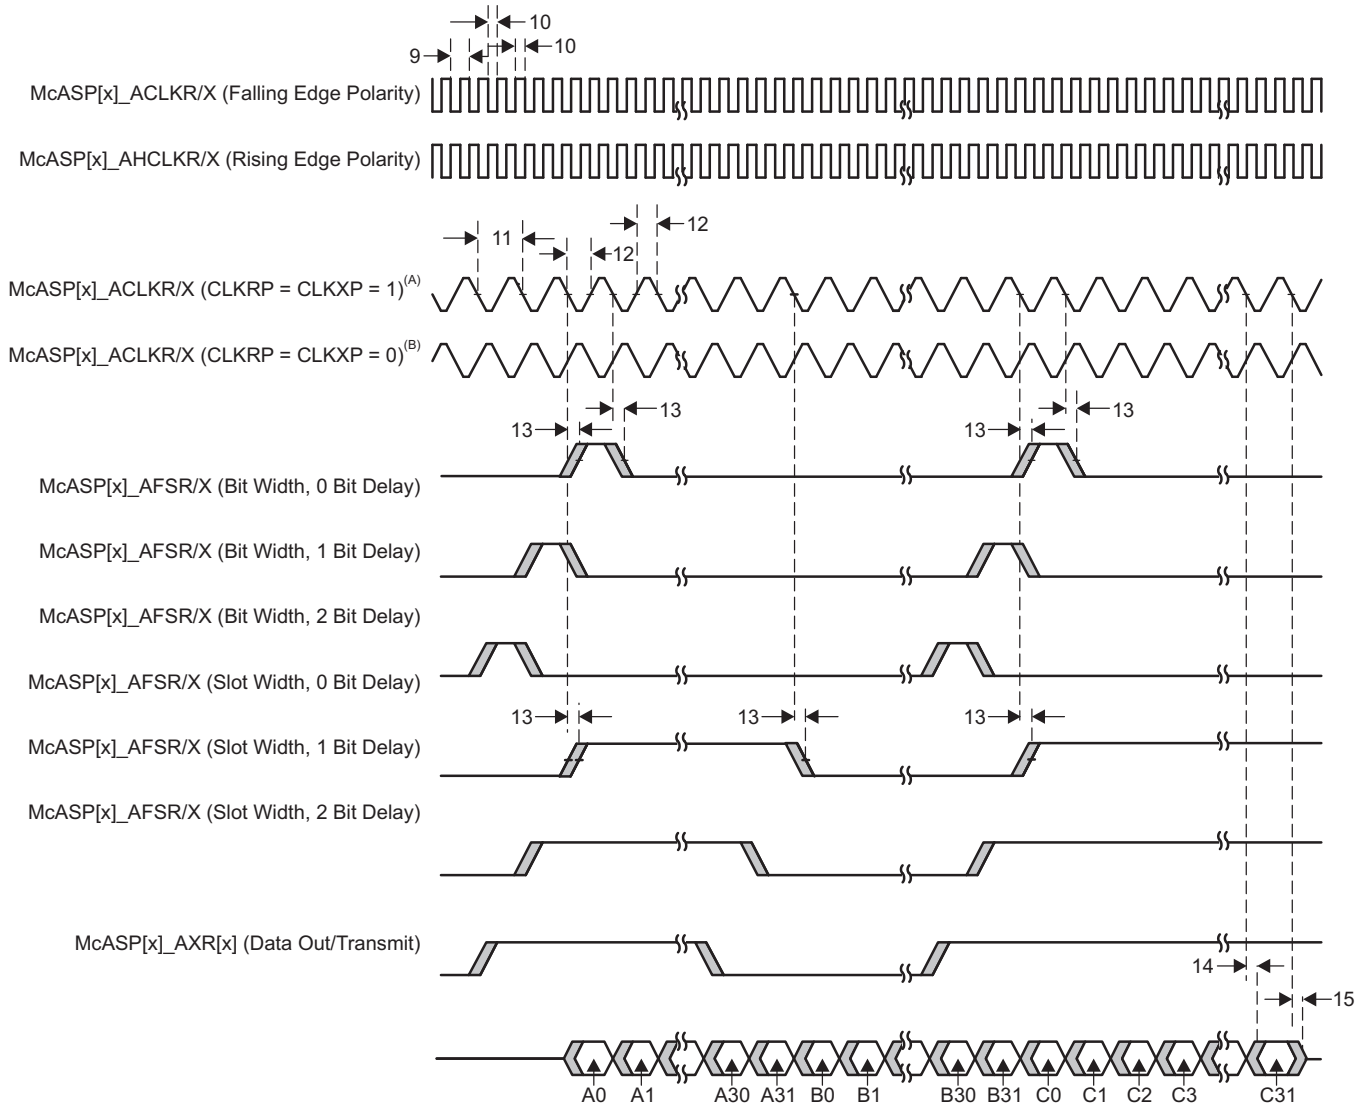 10
9
10
McASP[x]_ACLKR/X (Falling Edge Polarity)
McASP[x]_AHCLKR/X (Rising Edge Polarity)
12
11
12
McASP[x]_ACLKR/X (CLKRP = CLKXP = 1)(A)
McASP[x]_ACLKR/X (CLKRP = CLKXP = 0)(B)
13
13
13
13
McASP[x]_AFSR/X (Bit Width, 0 Bit Delay)
McASP[x]_AFSR/X (Bit Width, 1 Bit Delay)
McASP[x]_AFSR/X (Bit Width, 2 Bit Delay)
McASP[x]_AFSR/X (Slot Width, 0 Bit Delay)
13 13 13
McASP[x]_AFSR/X (Slot Width, 1 Bit Delay)
McASP[x]_AFSR/X (Slot Width, 2 Bit Delay)
McASP[x]_AXR[x] (Data Out/Transmit)
14
15
A0 A1 A30 A31 B0 B1 B30 B31 C0 C1 C2 C3 C31